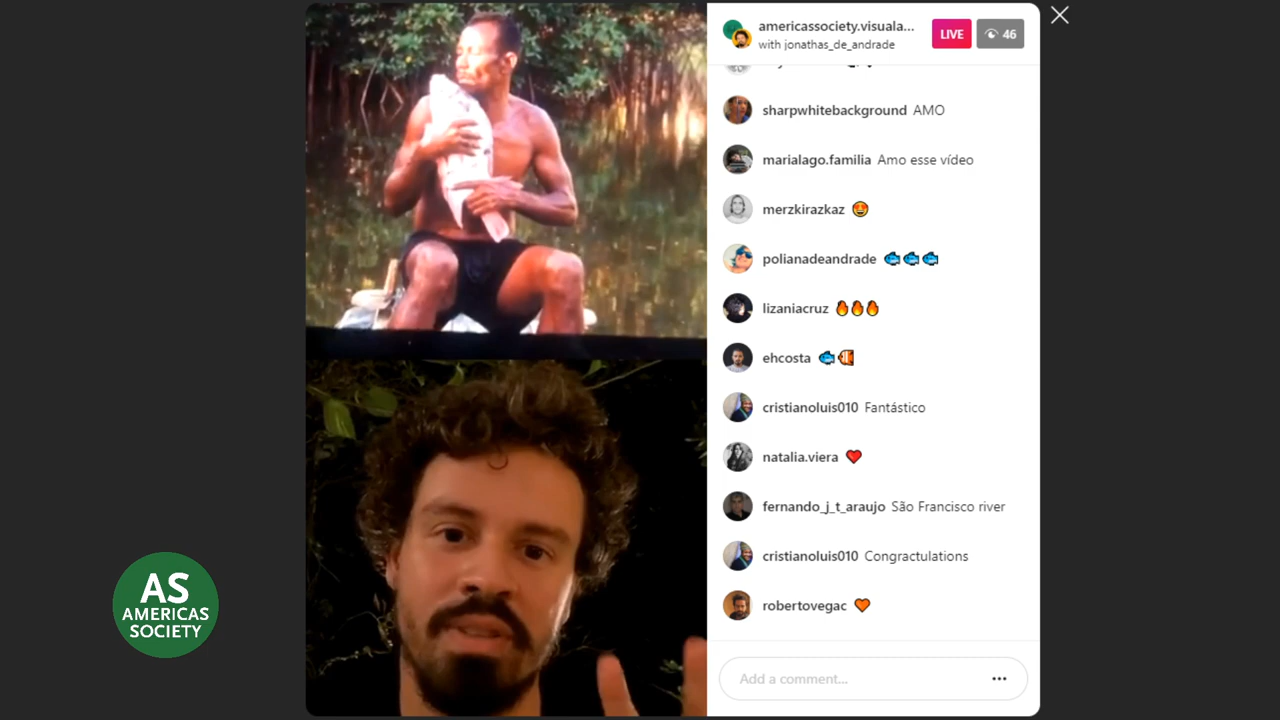 americassociety.visuala...
with jonathas_de_andrade
LIVE
46
sharpwhitebackground AMO
marialago.familia Amo esse vídeo
merzkirazkaz 😍
polianadeandrade 🐟🐟🐟
lizaniacruz 🔥🔥🔥
ehcosta 🐟🐠
cristianoluis010 Fantástico
natalia.viera ❤️
fernando_j_t_araujo São Francisco river
cristianoluis010 Congractulations
robertovegac 🧡
Add a comment...
AS
AMERICAS
SOCIETY